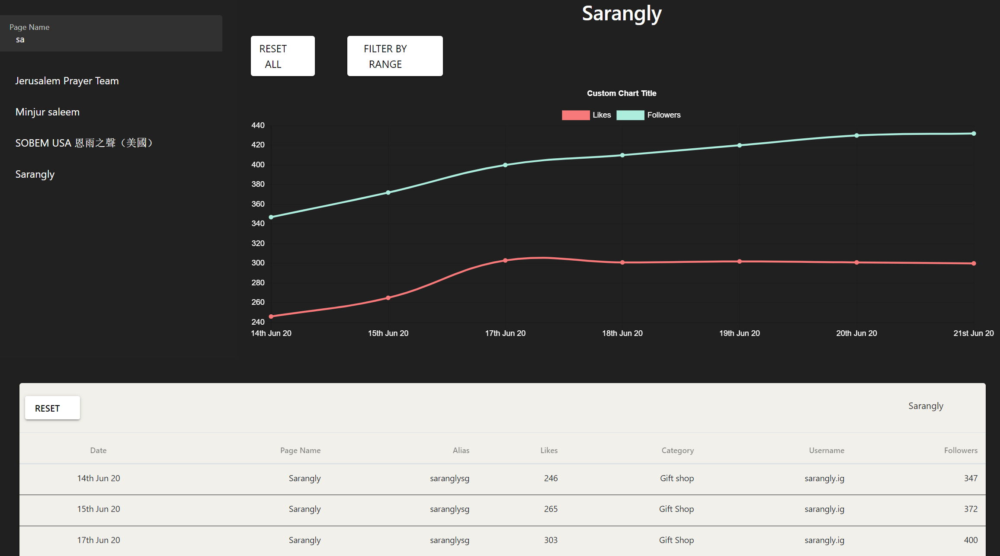 Sarangly
Page Name
sa
RESET
ALL
FILTER BY
RANGE
Jerusalem Prayer Team
Minjur saleem
SOBEM USA 恩雨之聲（美國）
Sarangly
Custom Chart Title
Likes Followers
440
420
400
380
360
340
320
300
280
260
240
14th Jun 20 15th Jun 20 17th Jun 20 18th Jun 20 19th Jun 20 20th Jun 20 21st Jun 20
RESET Sarangly
Date Page Name Alias Likes Category Username Followers
14th Jun 20 Sarangly saranglysg 246 Gift shop sarangly.ig 347
15th Jun 20 Sarangly saranglysg 265 Gift Shop sarangly.ig 372
17th Jun 20 Sarangly saranglysg 303 Gift Shop sarangly.ig 400